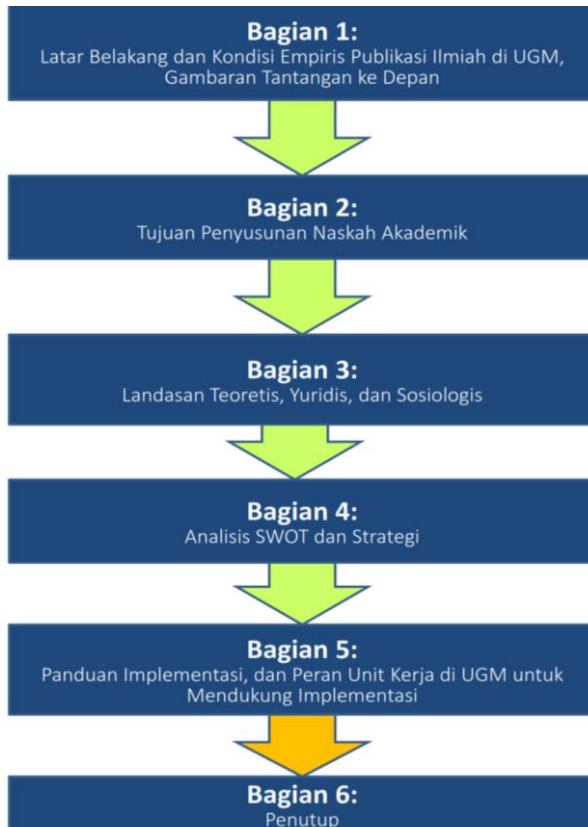 Bagian 1:
Latar Belakang dan Kondisi Empiris Publikasi Ilmiah di UGM,
Gambaran Tantangan ke Depan
Bagian 2:
Tujuan Penyusunan Naskah Akademik
Bagian 3:
Landasan Teoretis, Yuridis, dan Sosiologis
Bagian 4:
Analisis SWOT dan Strategi
Bagian 5:
Panduan Implementasi, dan Peran Unit Kerja di UGM untuk
Mendukung Implementasi
Bagian 6:
Penutup